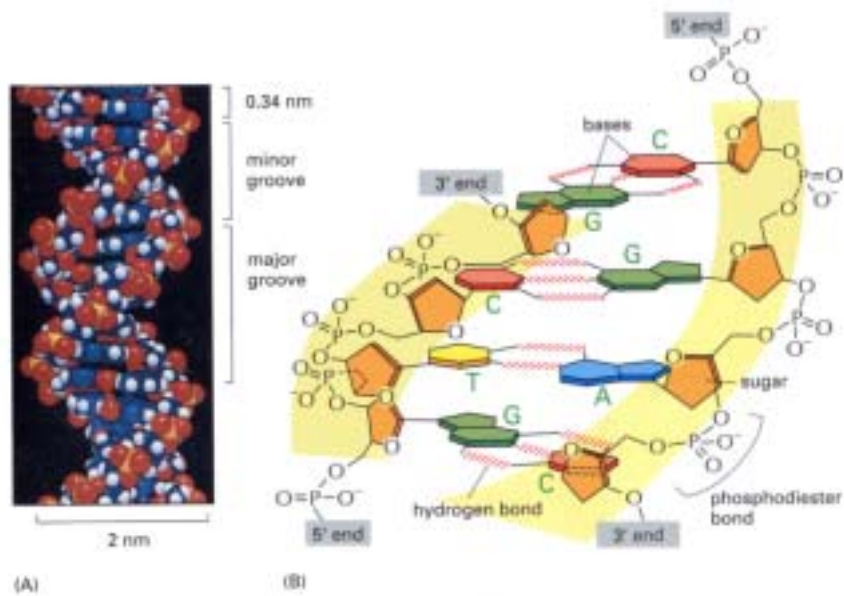 0.34 nm
minor
groove
major
groove
2 nm
(A)
5' end
O
P
O⁻
O
O⁻
O
bases
C
O
3' end
O
G
O
P
O
O⁻
O⁻
O
O
P
O
O
G
C
O
O⁻
O
P
O
O
O
P
O
O⁻
O
O
P
O⁻
O
T
A
O
sugar
O
G
O
O
O
P
O⁻
O
O⁻
C
O
O
P
O⁻
hydrogen bond
O
phosphodiester
bond
5' end
3' end
(B)